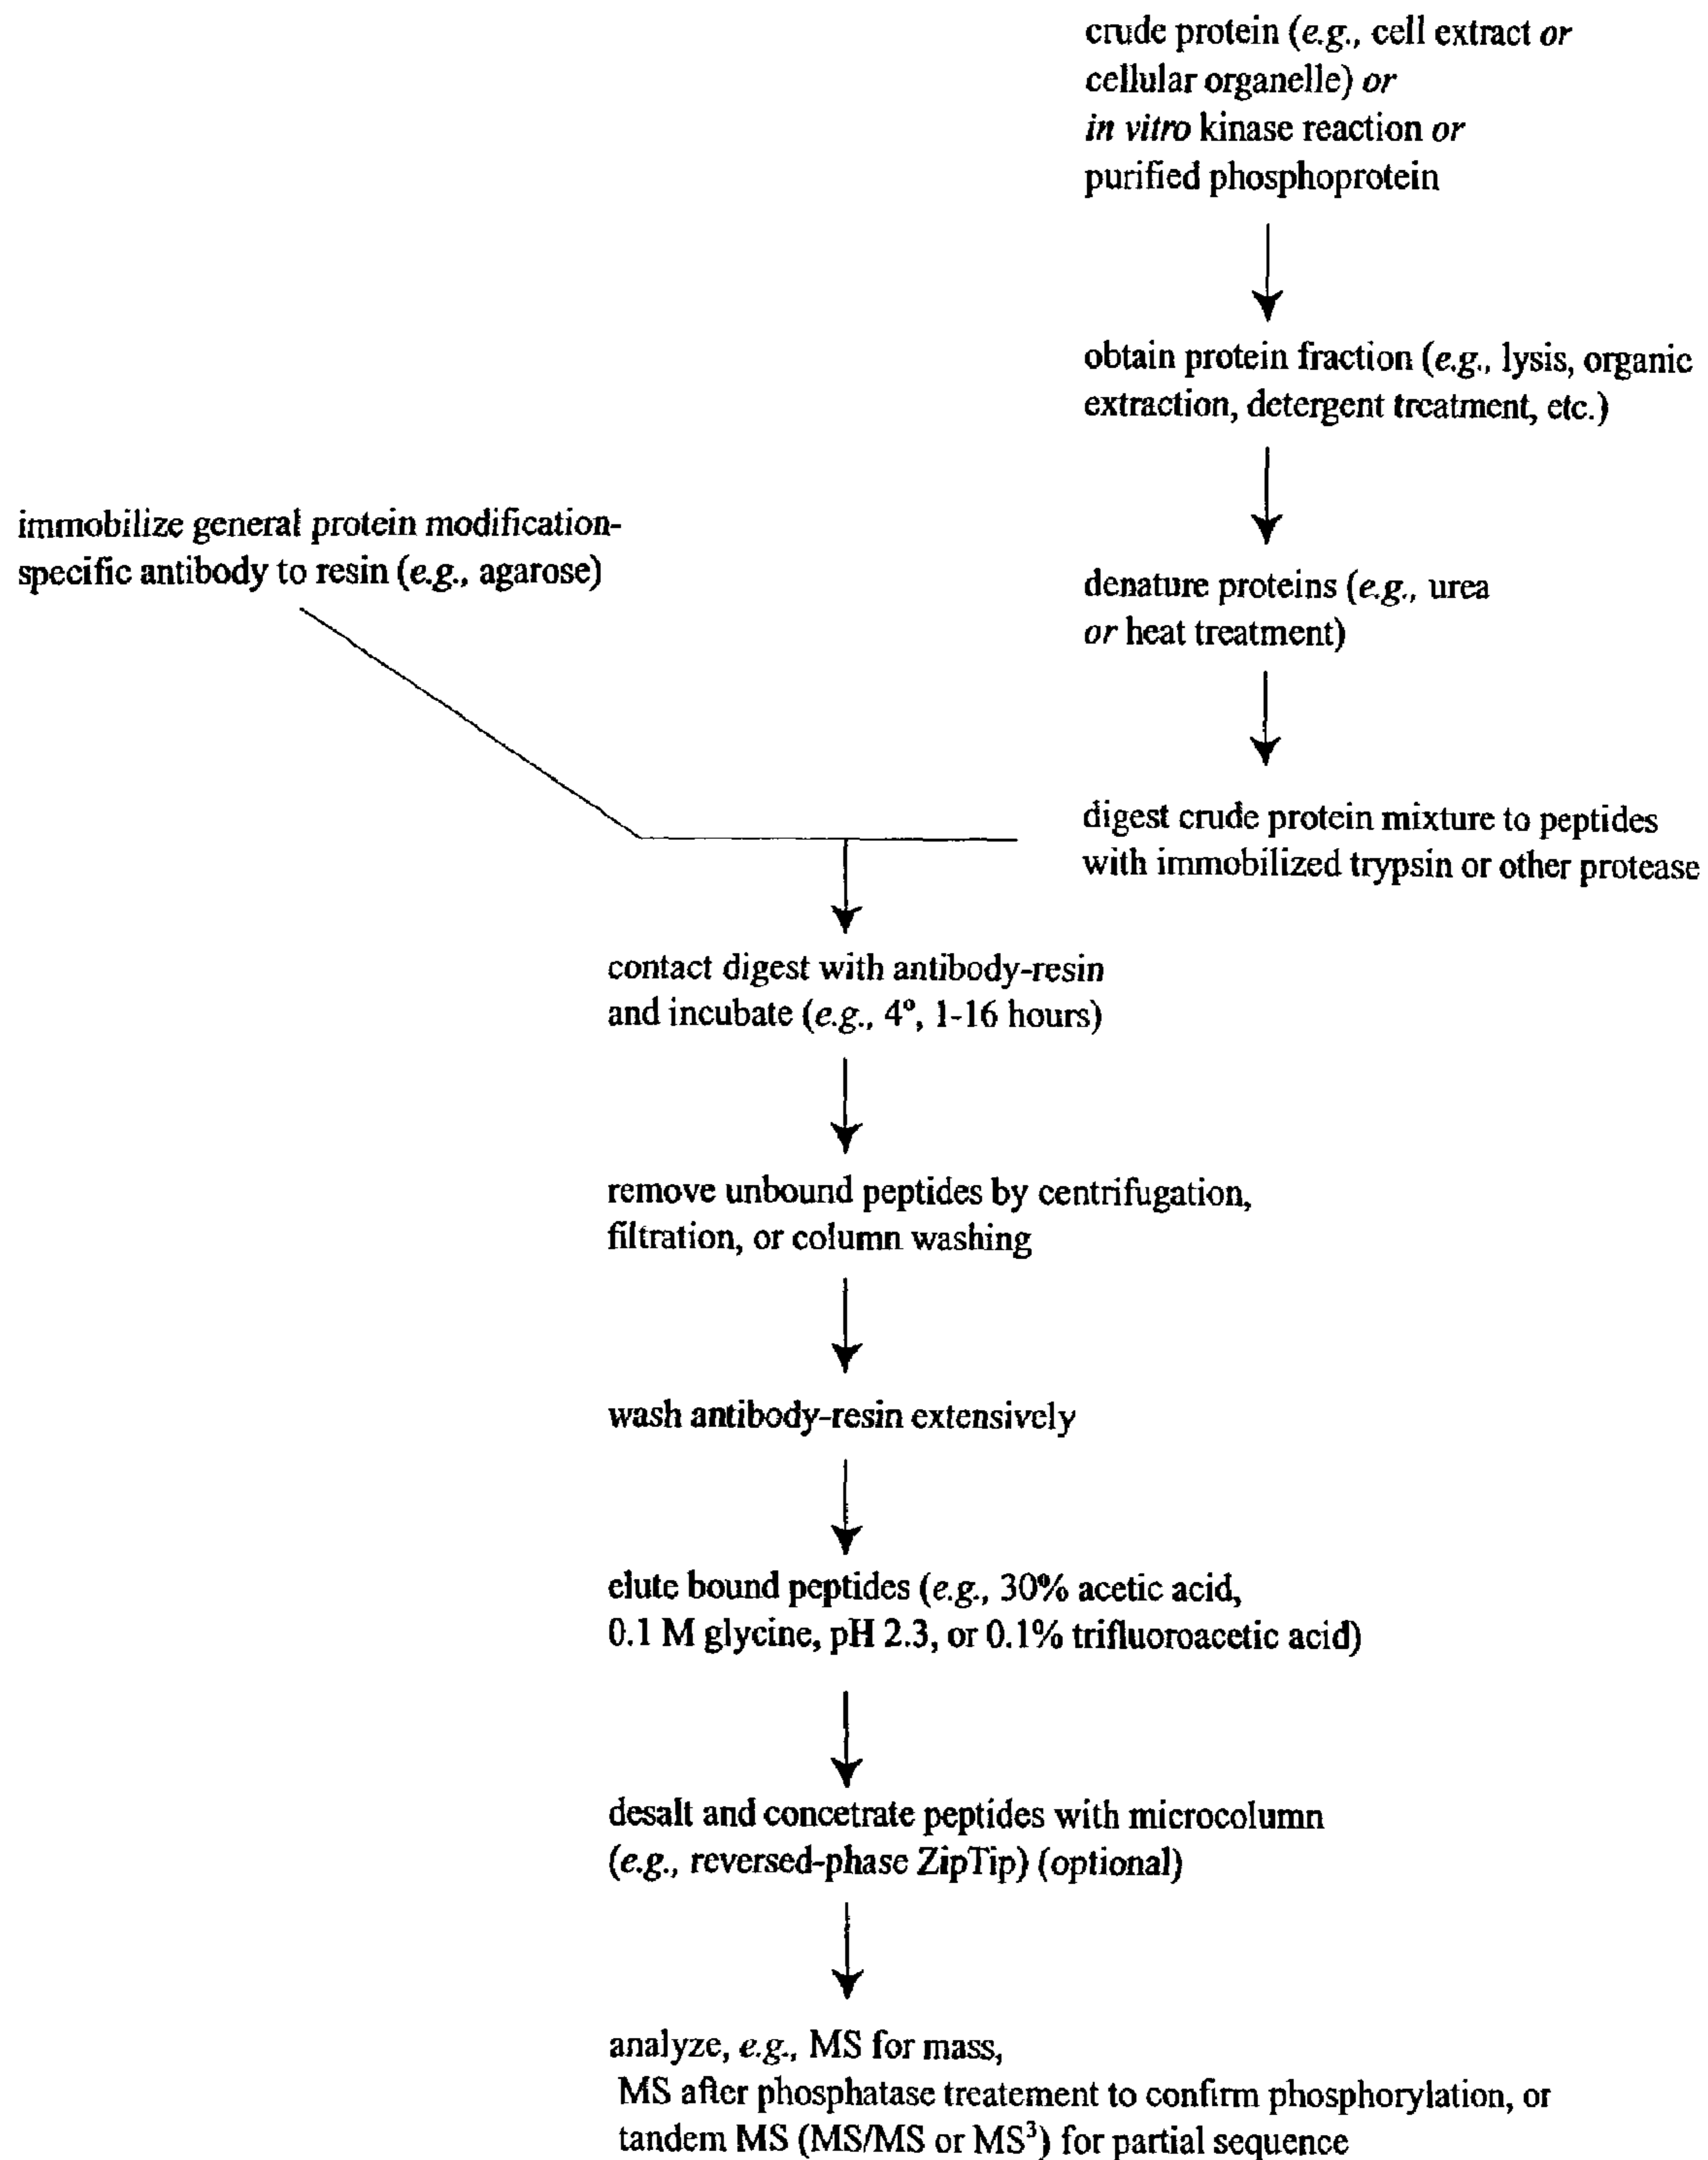 crude protein (e.g., cell extract or
cellular organelle) or
in vitro kinase reaction or
purified phosphoprotein
obtain protein fraction (e.g., lysis, organic
extraction, detergent treatment, etc.)
immobilize general protein modification-
specific antibody to resin (e.g., agarose)
denature proteins (e.g., urea
or heat treatment)
digest crude protein mixture to peptides
with immobilized trypsin or other protease
contact digest with antibody-resin
and incubate (e.g., 4°, 1-16 hours)
remove unbound peptides by centrifugation,
filtration, or column washing
wash antibody-resin extensively
elute bound peptides (e.g., 30% acetic acid,
0.1 M glycine, pH 2.3, or 0.1% trifluoroacetic acid)
desalt and concetrate peptides with microcolumn
(e.g., reversed-phase ZipTip) (optional)
analyze, e.g., MS for mass,
MS after phosphatase treatement to confirm phosphorylation, or
tandem MS (MS/MS or MS³) for partial sequence